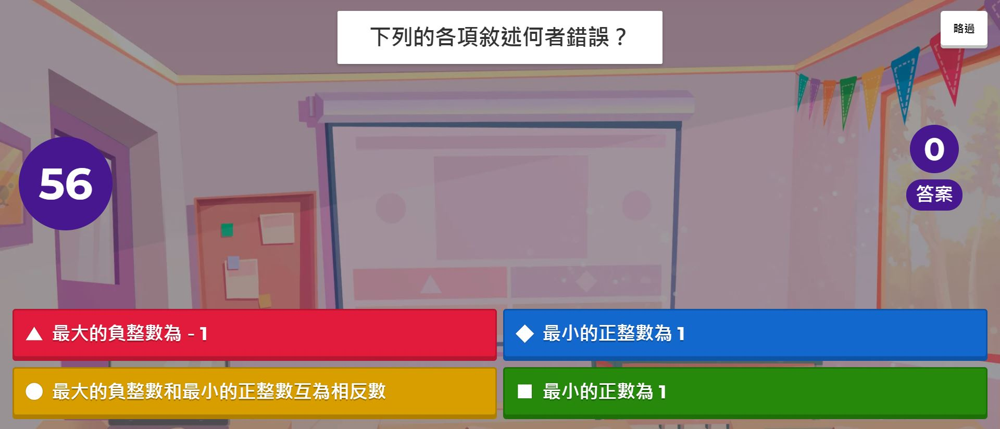 下列的各項敘述何者錯誤？
略過
56
0
答案
最大的負整數為 - 1
最小的正整數為 1
最大的負整數和最小的正整數互為相反數
最小的正數為 1